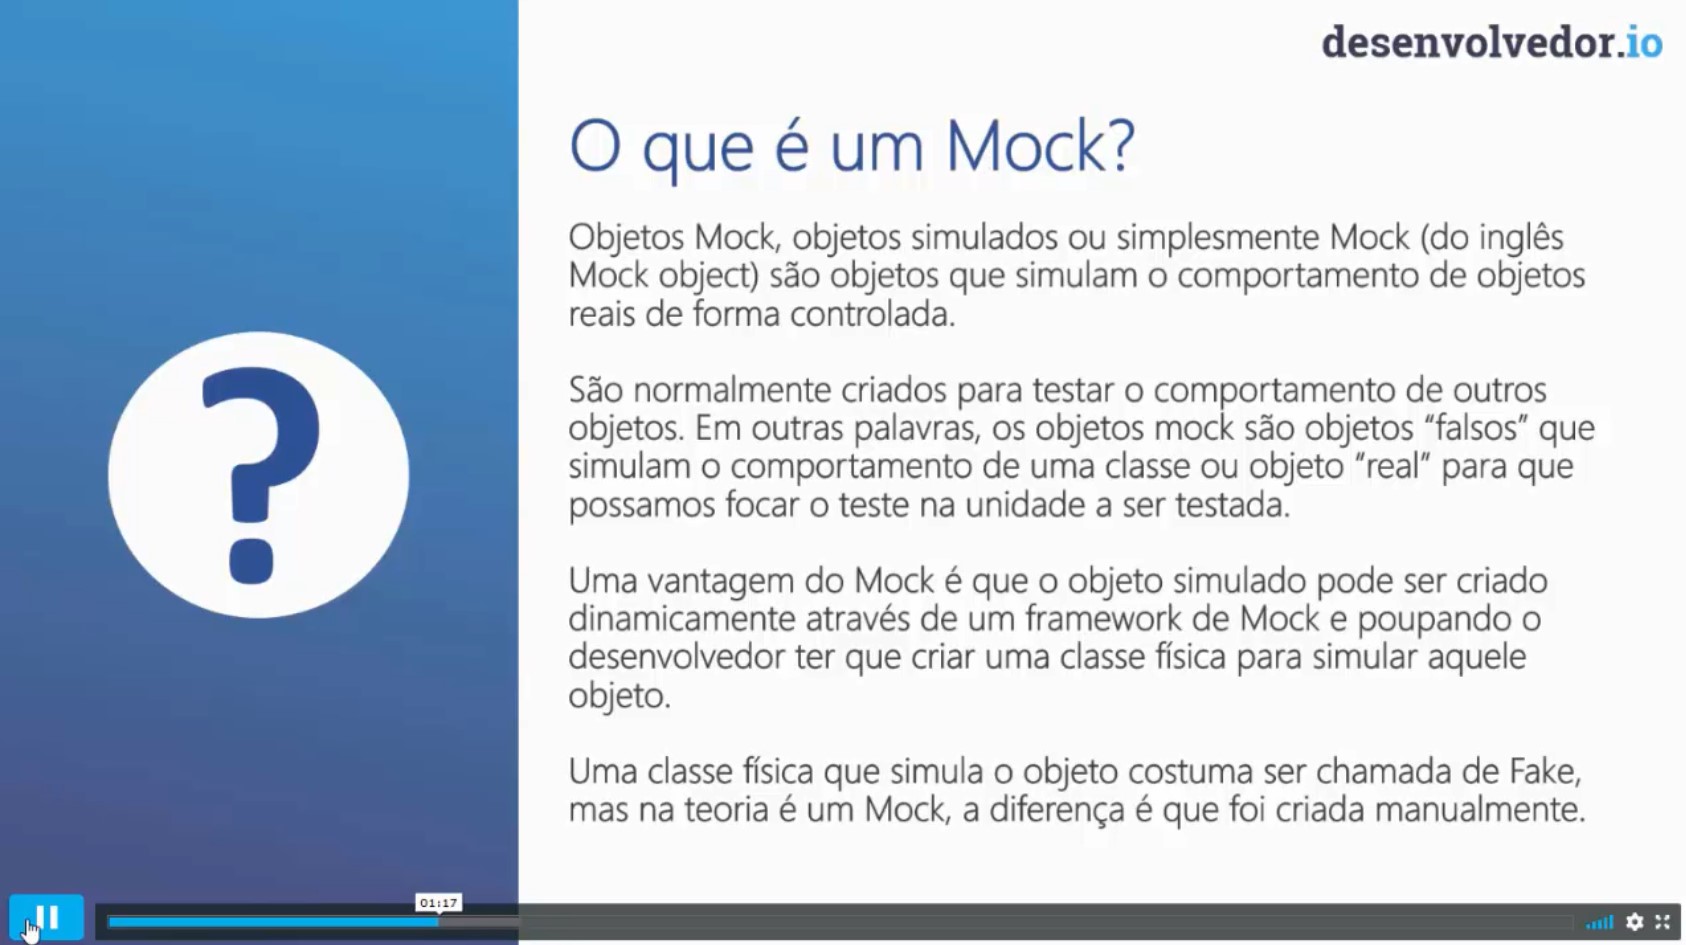 desenvolvedor.io
O que é um Mock?
Objetos Mock, objetos simulados ou simplesmente Mock (do inglês
Mock object) são objetos que simulam o comportamento de objetos
reais de forma controlada.
São normalmente criados para testar o comportamento de outros
objetos. Em outras palavras, os objetos mock são objetos “falsos” que
simulam o comportamento de uma classe ou objeto “real” para que
possamos focar o teste na unidade a ser testada.
Uma vantagem do Mock é que o objeto simulado pode ser criado
dinamicamente através de um framework de Mock e poupando o
desenvolvedor ter que criar uma classe física para simular aquele
objeto.
Uma classe física que simula o objeto costuma ser chamada de Fake,
mas na teoria é um Mock, a diferença é que foi criada manualmente.
?
01:17